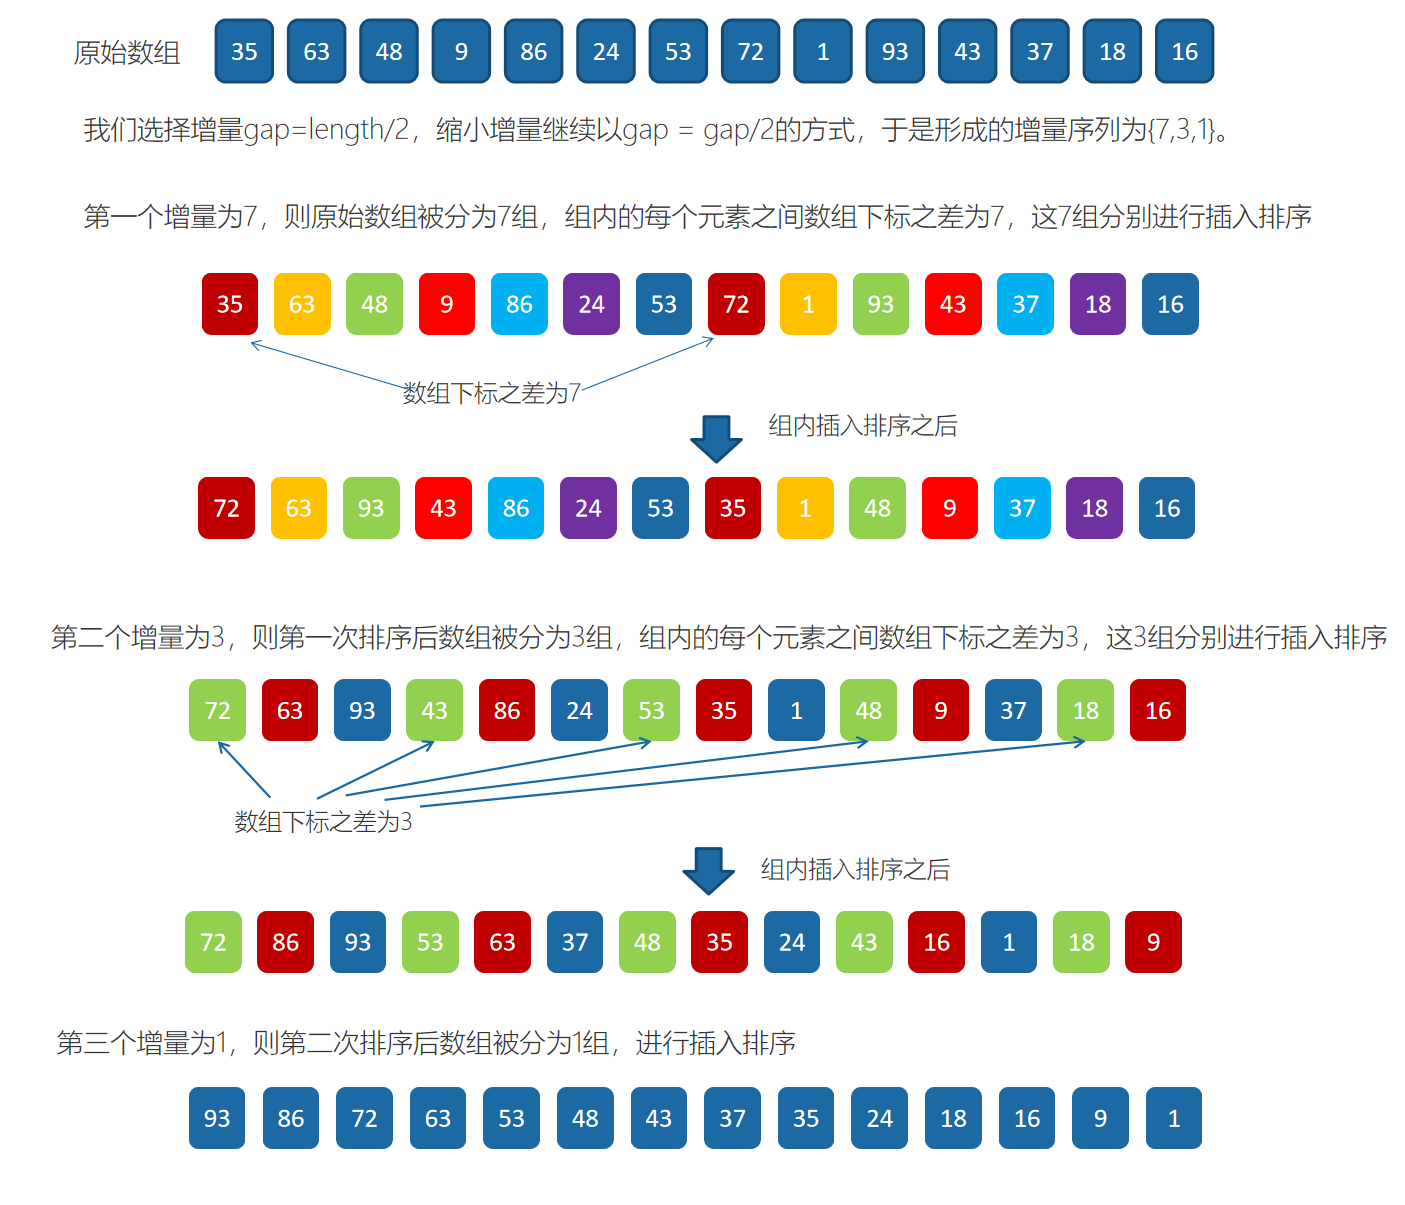 原始数组 35 63 48 9 86 24 53 72 1 93 43 37 18 16
我们选择增量gap=length/2，缩小增量继续以gap = gap/2的方式，于是形成的增量序列为{7,3,1}。
第一个增量为7，则原始数组被分为7组，组内的每个元素之间数组下标之差为7，这7组分别进行插入排序
35 63 48 9 86 24 53 72 1 93 43 37 18 16
数组下标之差为7
组内插入排序之后
72 63 93 43 86 24 53 35 1 48 9 37 18 16
第二个增量为3，则第一次排序后数组被分为3组，组内的每个元素之间数组下标之差为3，这3组分别进行插入排序
72 63 93 43 86 24 53 35 1 48 9 37 18 16
数组下标之差为3
组内插入排序之后
72 86 93 53 63 37 48 35 24 43 16 1 18 9
第三个增量为1，则第二次排序后数组被分为1组，进行插入排序
93 86 72 63 53 48 43 37 35 24 18 16 9 1